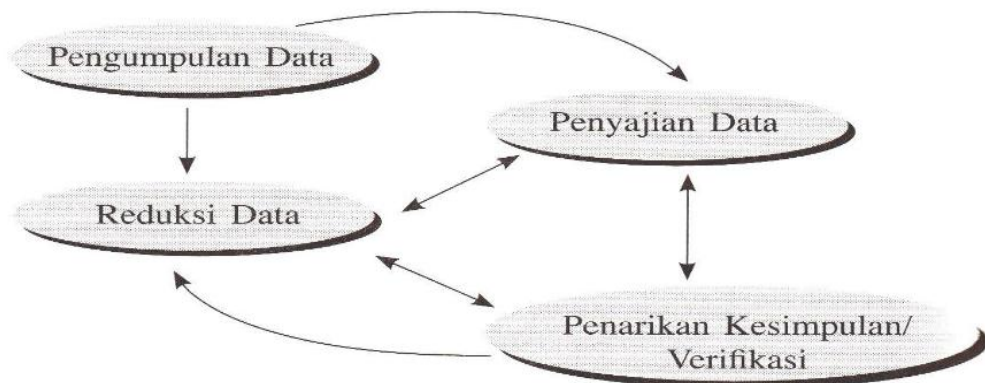 Pengumpulan Data
Penyajian Data
Reduksi Data
Penarikan Kesimpulan/
Verifikasi